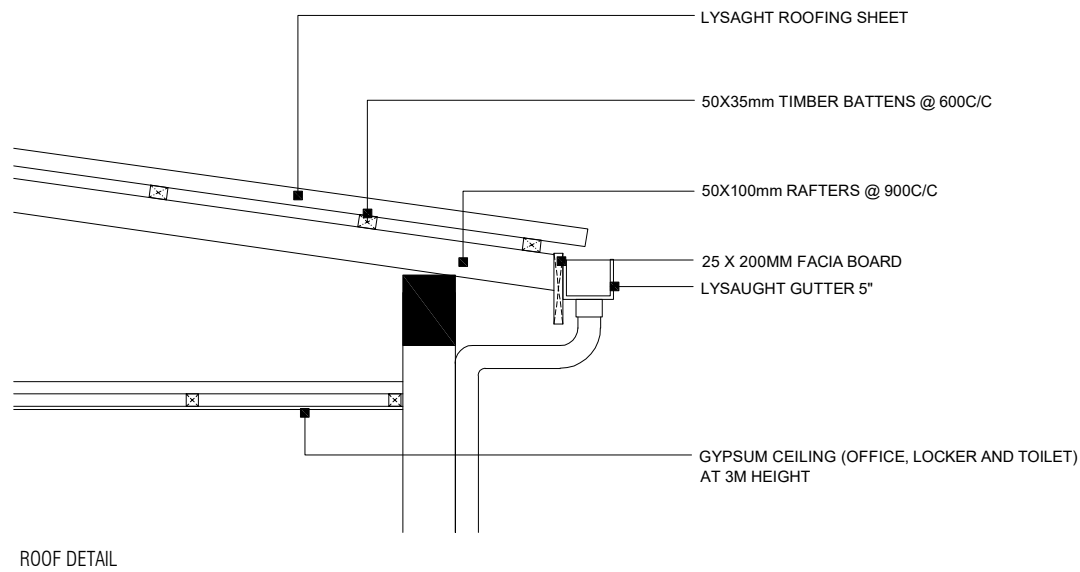 LYSAGHT ROOFING SHEET
50X35mm TIMBER BATTENS @ 600C/C
50X100mm RAFTERS @ 900C/C
25 X 200MM FACIA BOARD
LYSAUGHT GUTTER 5"
GYPSUM CEILING (OFFICE, LOCKER AND TOILET)
AT 3M HEIGHT
ROOF DETAIL